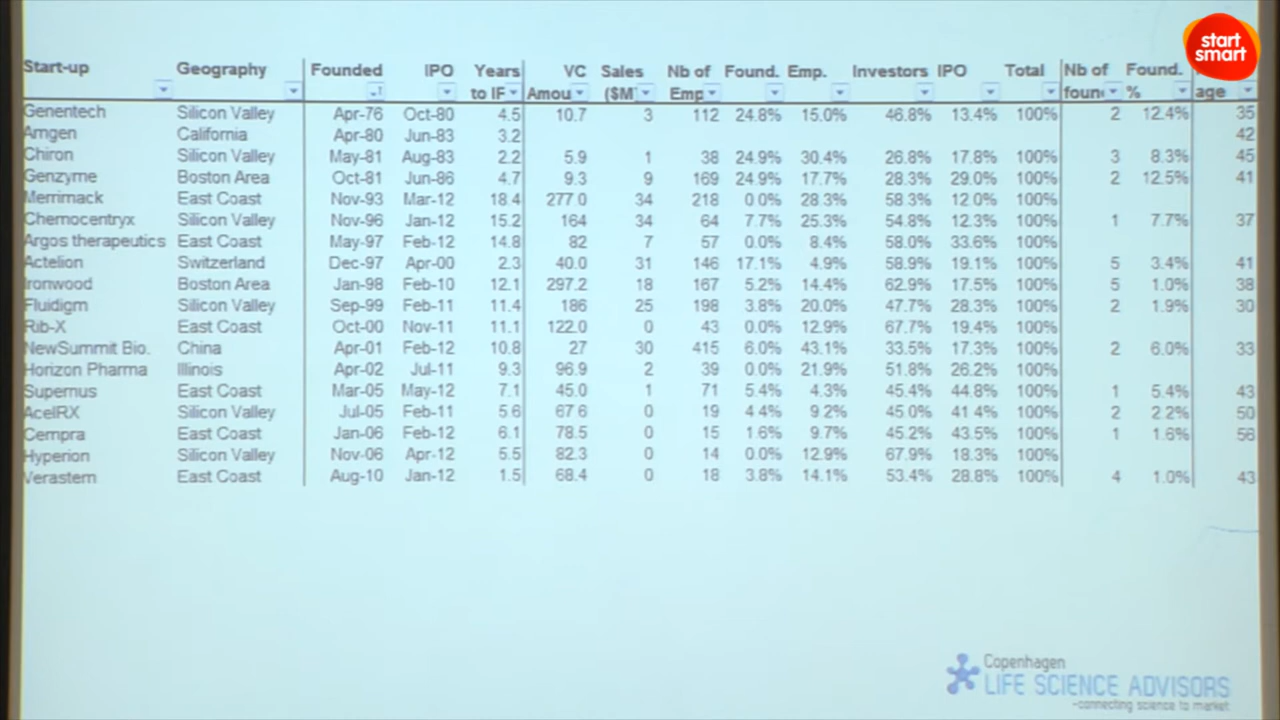 start
smart
Start-up Geography Founded IPO Years VC Sales Nb of Found. Emp. Investors IPO Total Nb of Found.
to IF Amou ($M Emp foun % age
Genentech Silicon Valley Apr-76 Oct-80 4.5 10.7 3 112 24.8% 15.0% 46.8% 13.4% 100% 2 12.4% 35
Amgen California Apr-80 Jun-83 3.2 42
Chiron Silicon Valley May-81 Aug-83 2.2 5.9 1 38 24.9% 30.4% 26.8% 17.8% 100% 3 8.3% 45
Genzyme Boston Area Oct-81 Jun-86 4.7 9.3 9 169 24.9% 17.7% 28.3% 29.0% 100% 2 12.5% 41
Merrimack East Coast Nov-93 Mar-12 18.4 277.0 34 218 0.0% 28.3% 58.3% 12.0% 100%
Chemocentryx Silicon Valley Nov-96 Jan-12 15.2 164 34 64 7.7% 25.3% 54.8% 12.3% 100% 1 7.7% 37
Argos therapeutics East Coast May-97 Feb-12 14.8 82 7 57 0.0% 8.4% 58.0% 33.6% 100%
Actelion Switzerland Dec-97 Apr-00 2.3 40.0 31 146 17.1% 4.9% 58.9% 19.1% 100% 5 3.4% 41
Ironwood Boston Area Jan-98 Feb-10 12.1 297.2 18 167 5.2% 14.4% 62.9% 17.5% 100% 5 1.0% 38
Fluidigm Silicon Valley Sep-99 Feb-11 11.4 186 25 198 3.8% 20.0% 47.7% 28.3% 100% 2 1.9% 30
Rib-X East Coast Oct-00 Nov-11 11.1 122.0 0 43 0.0% 12.9% 67.7% 19.4% 100%
NewSummit Bio. China Apr-01 Feb-12 10.8 27 30 415 6.0% 43.1% 33.5% 17.3% 100% 2 6.0% 33
Horizon Pharma Illinois Apr-02 Jul-11 9.3 96.9 2 39 0.0% 21.9% 51.8% 26.2% 100%
Supernus East Coast Mar-05 May-12 7.1 45.0 1 71 5.4% 4.3% 45.4% 44.8% 100% 1 5.4% 43
AcelRX Silicon Valley Jul-05 Feb-11 5.6 67.6 0 19 4.4% 9.2% 45.0% 41.4% 100% 2 2.2% 50
Cempra East Coast Jan-06 Feb-12 6.1 78.5 0 15 1.6% 9.7% 45.2% 43.5% 100% 1 1.6% 56
Hyperion Silicon Valley Nov-06 Apr-12 5.5 82.3 0 14 0.0% 12.9% 67.9% 18.3% 100%
Verastem East Coast Aug-10 Jan-12 1.5 68.4 0 18 3.8% 14.1% 53.4% 28.8% 100% 4 1.0% 43
Copenhagen
LIFE SCIENCE ADVISORS
-connecting science to market